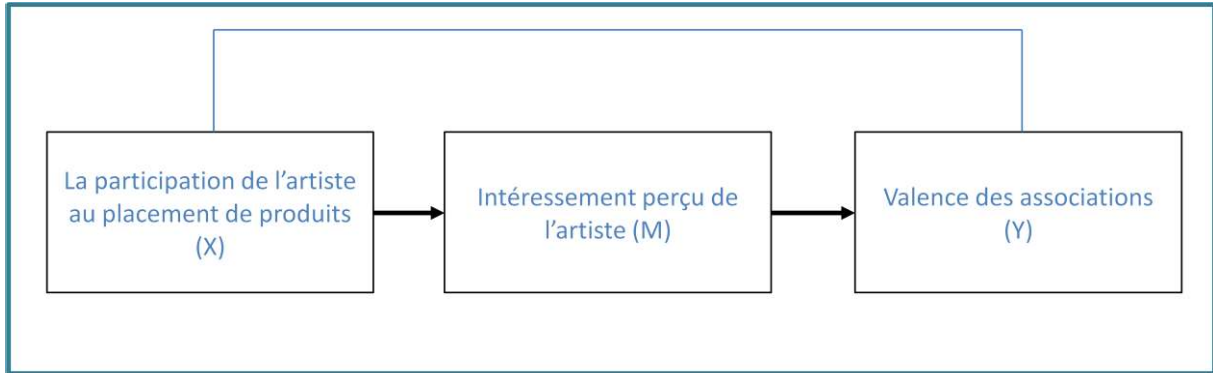 La participation de l’artiste
au placement de produits
(X)
Intéressement perçu de
l’artiste (M)
Valence des associations
(Y)